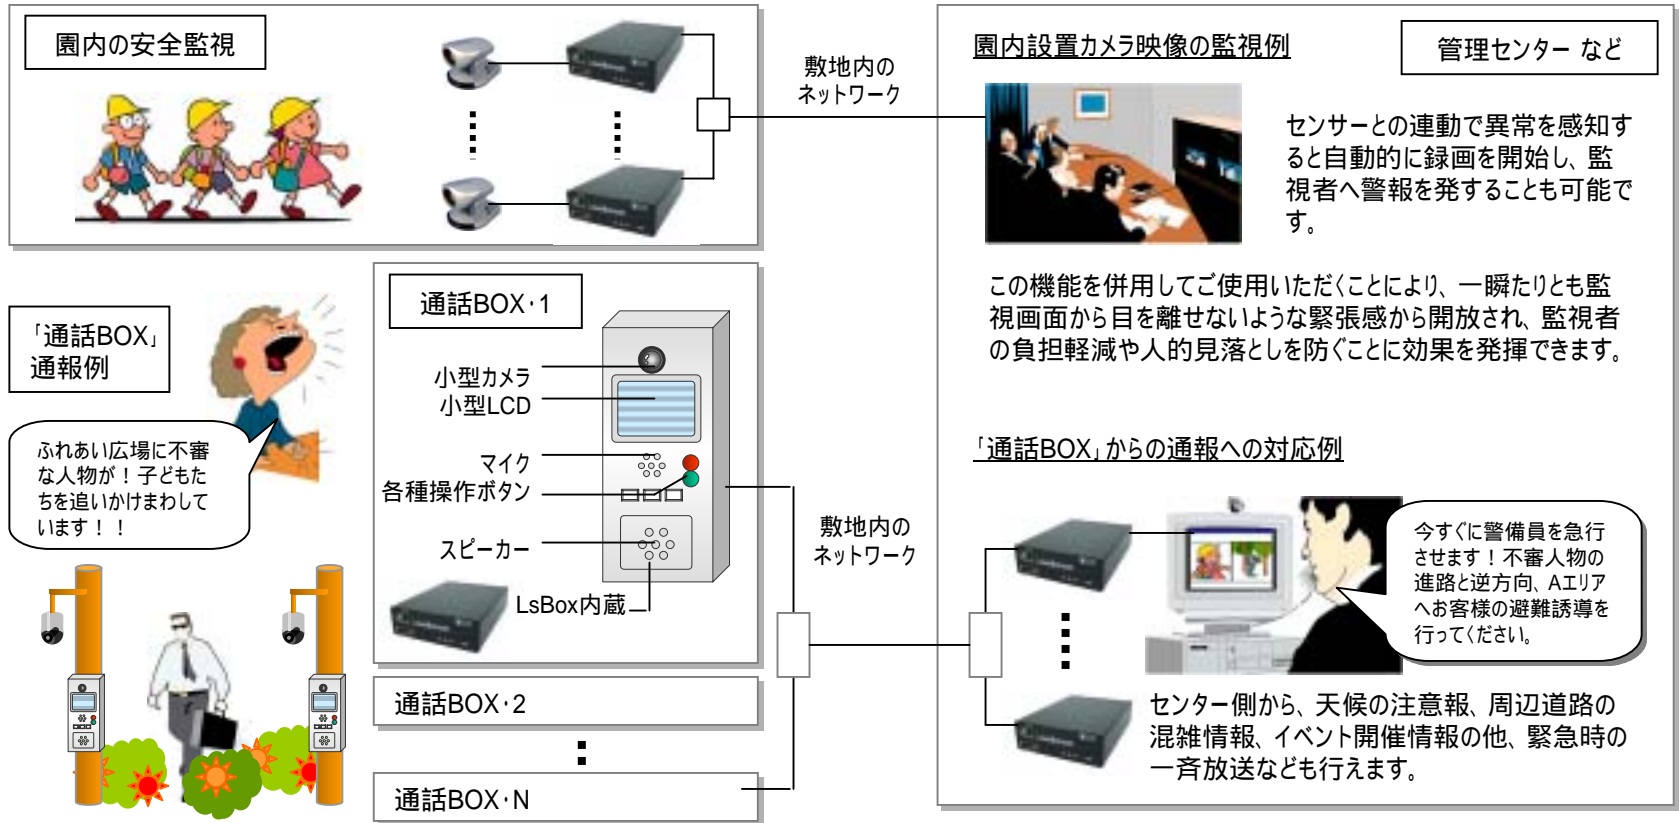 園内の安全監視
敷地内の
ネットワーク
園内設置カメラ映像の監視例
管理センター など
センサーとの連動で異常を感知す
ると自動的に録画を開始し、監
視者へ警報を発することも可能で
す。
この機能を併用してご使用いただくことにより、一瞬たりとも監
視画面から目を離せないような緊張感から開放され、監視者
の負担軽減や人的見落としを防ぐことに効果を発揮できます。
「通話BOX」
通報例
ふれあい広場に不審
な人物が！子どもた
ちを追いかけまわして
います！！
通話BOX・1
小型カメラ
小型LCD
マイク
各種操作ボタン
スピーカー
LsBox内蔵
通話BOX・2
通話BOX・N
敷地内の
ネットワーク
「通話BOX」からの通報への対応例
今すぐに警備員を急行
させます！不審人物の
進路と逆方向、Aエリア
へお客様の避難誘導を
行ってください。
センター側から、天候の注意報、周辺道路の
混雑情報、イベント開催情報の他、緊急時の
一斉放送なども行えます。